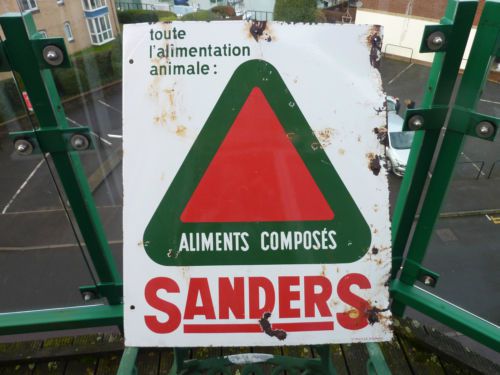 toute
l'alimentation
animale :
ALIMENTS COMPOSÉS
SANDERS